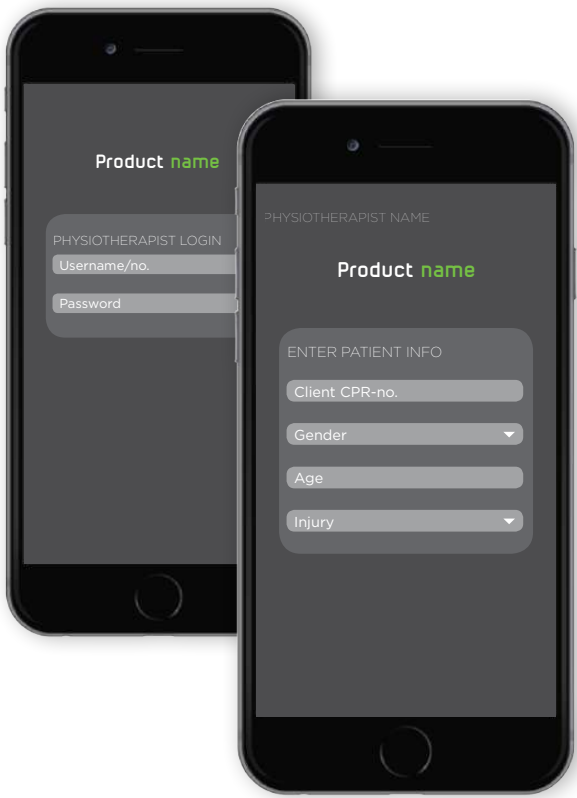 Product name
PHYSIOTHERAPIST LOGIN
Username/no.
Password
PHYSIOTHERAPIST NAME
Product name
ENTER PATIENT INFO
Client CPR-no.
Gender
Age
Injury